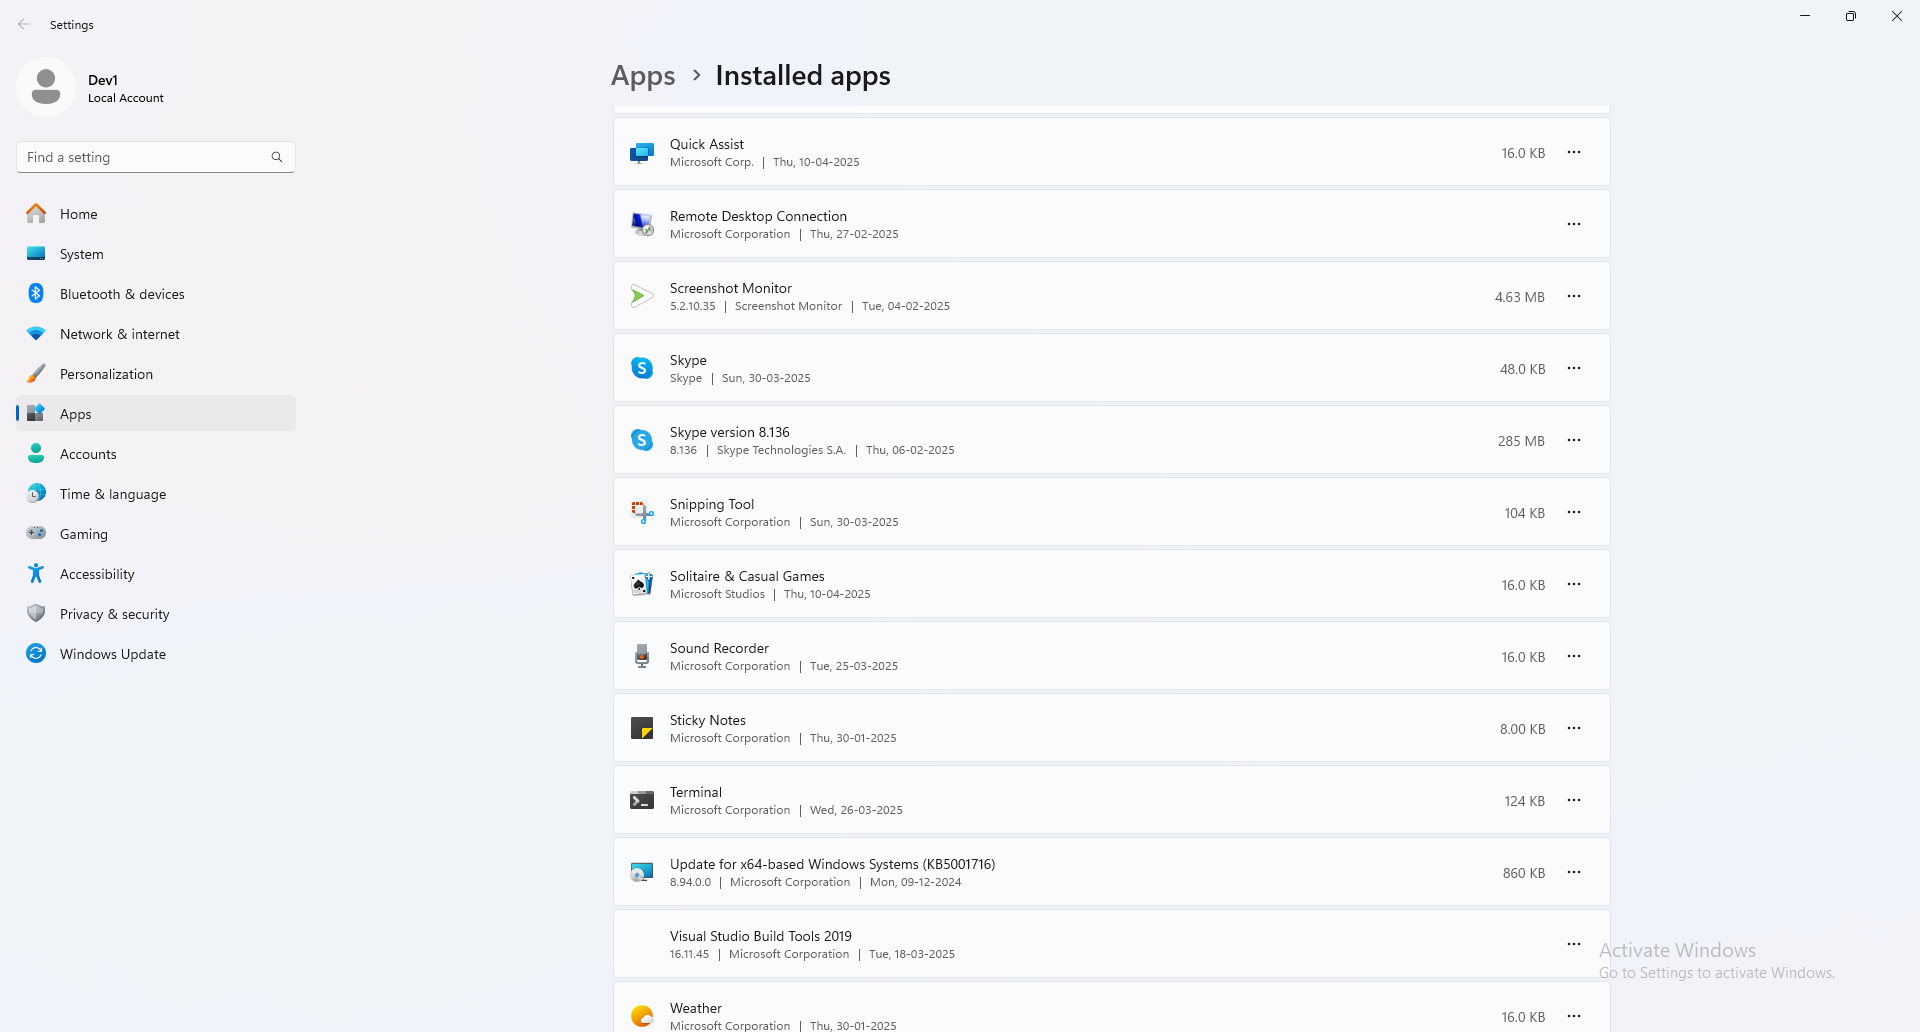 Settings
Dev1
Local Account
Find a setting
Home
System
Bluetooth & devices
Network & internet
Personalization
Apps
Accounts
Time & language
Gaming
Accessibility
Privacy & security
Windows Update
Apps > Installed apps
Quick Assist
Microsoft Corp. | Thu, 10-04-2025
16.0 KB
Remote Desktop Connection
Microsoft Corporation | Thu, 27-02-2025
Screenshot Monitor
5.2.10.35 | Screenshot Monitor | Tue, 04-02-2025
4.63 MB
Skype
Skype | Sun, 30-03-2025
48.0 KB
Skype version 8.136
8.136 | Skype Technologies S.A. | Thu, 06-02-2025
285 MB
Snipping Tool
Microsoft Corporation | Sun, 30-03-2025
104 KB
Solitaire & Casual Games
Microsoft Studios | Thu, 10-04-2025
16.0 KB
Sound Recorder
Microsoft Corporation | Tue, 25-03-2025
16.0 KB
Sticky Notes
Microsoft Corporation | Thu, 30-01-2025
8.00 KB
Terminal
Microsoft Corporation | Wed, 26-03-2025
124 KB
Update for x64-based Windows Systems (KB5001716)
8.94.0.0 | Microsoft Corporation | Mon, 09-12-2024
860 KB
Visual Studio Build Tools 2019
16.11.45 | Microsoft Corporation | Tue, 18-03-2025
Weather
Microsoft Corporation | Thu, 30-01-2025
16.0 KB
Activate Windows
Go to Settings to activate Windows.